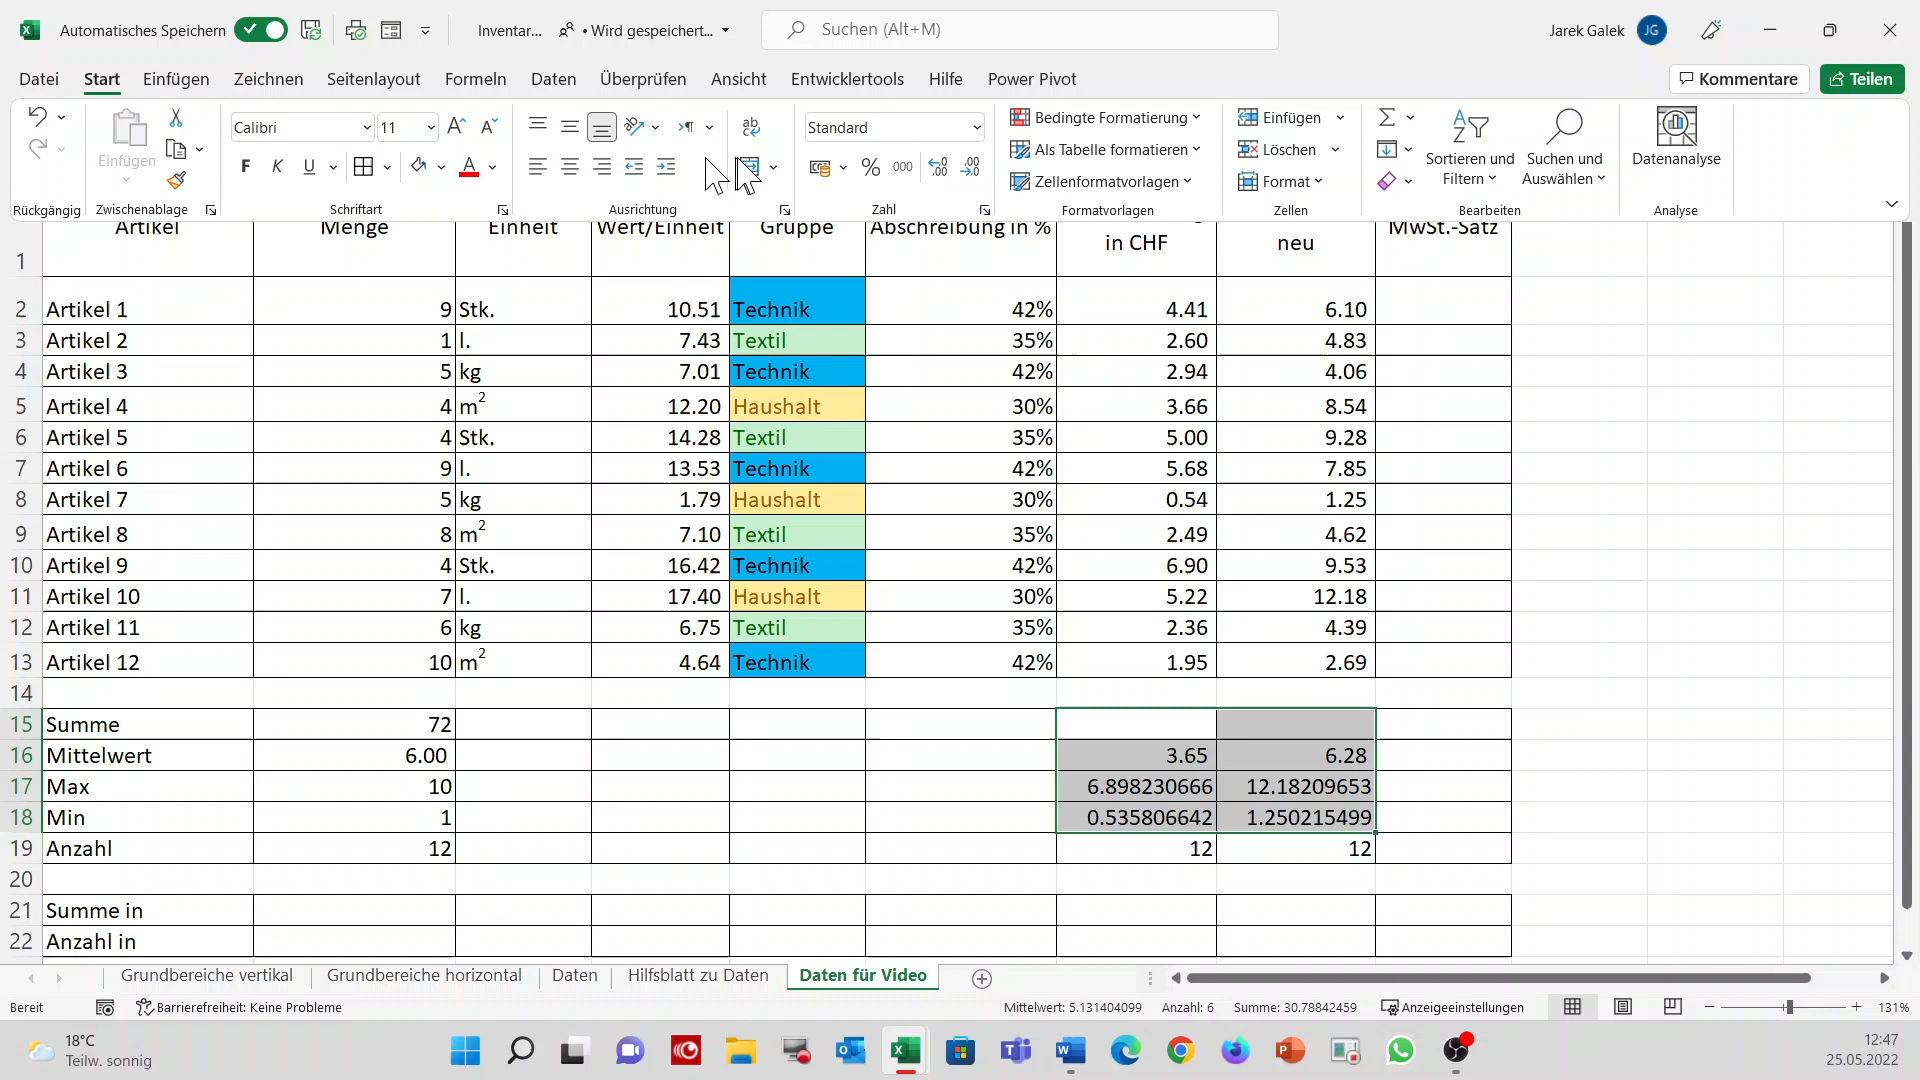 Automatisches Speichern Inventar... • Wird gespeichert... Suchen (Alt+M) Jarek Galek JG
Datei Start Einfügen Zeichnen Seitenlayout Formeln Daten Überprüfen Ansicht Entwicklertools Hilfe Power Pivot Kommentare Teilen
Einfügen
Calibri 11
F K U
Standard
% 000
Bedingte Formatierung
Als Tabelle formatieren
Zellenformatvorlagen
Einfügen
Löschen
Format
Sortieren und Filtern
Suchen und Auswählen
Datenanalyse
Rückgängig Zwischenablage Schriftart Ausrichtung Zahl Formatvorlagen Zellen Bearbeiten Analyse
1 Artikel Menge Einheit Wert/Einheit Gruppe Abschreibung in % in CHF neu MwSt.-Satz
2 Artikel 1 9 Stk. 10.51 Technik 42% 4.41 6.10
3 Artikel 2 1 l. 7.43 Textil 35% 2.60 4.83
4 Artikel 3 5 kg 7.01 Technik 42% 2.94 4.06
5 Artikel 4 4 m² 12.20 Haushalt 30% 3.66 8.54
6 Artikel 5 4 Stk. 14.28 Textil 35% 5.00 9.28
7 Artikel 6 9 l. 13.53 Technik 42% 5.68 7.85
8 Artikel 7 5 kg 1.79 Haushalt 30% 0.54 1.25
9 Artikel 8 8 m² 7.10 Textil 35% 2.49 4.62
10 Artikel 9 4 Stk. 16.42 Technik 42% 6.90 9.53
11 Artikel 10 7 l. 17.40 Haushalt 30% 5.22 12.18
12 Artikel 11 6 kg 6.75 Textil 35% 2.36 4.39
13 Artikel 12 10 m² 4.64 Technik 42% 1.95 2.69
14
15 Summe 72
16 Mittelwert 6.00 3.65 6.28
17 Max 10 6.898230666 12.18209653
18 Min 1 0.535806642 1.250215499
19 Anzahl 12 12 12
20
21 Summe in
22 Anzahl in
Grundbereiche vertikal Grundbereiche horizontal Daten Hilfsblatt zu Daten Daten für Video
Bereit Barrierefreiheit: Keine Probleme Mittelwert: 5.131404099 Anzahl: 6 Summe: 30.78842459 Anzeigeeinstellungen 131%
18°C
Teilw. sonnig
12:47
25.05.2022